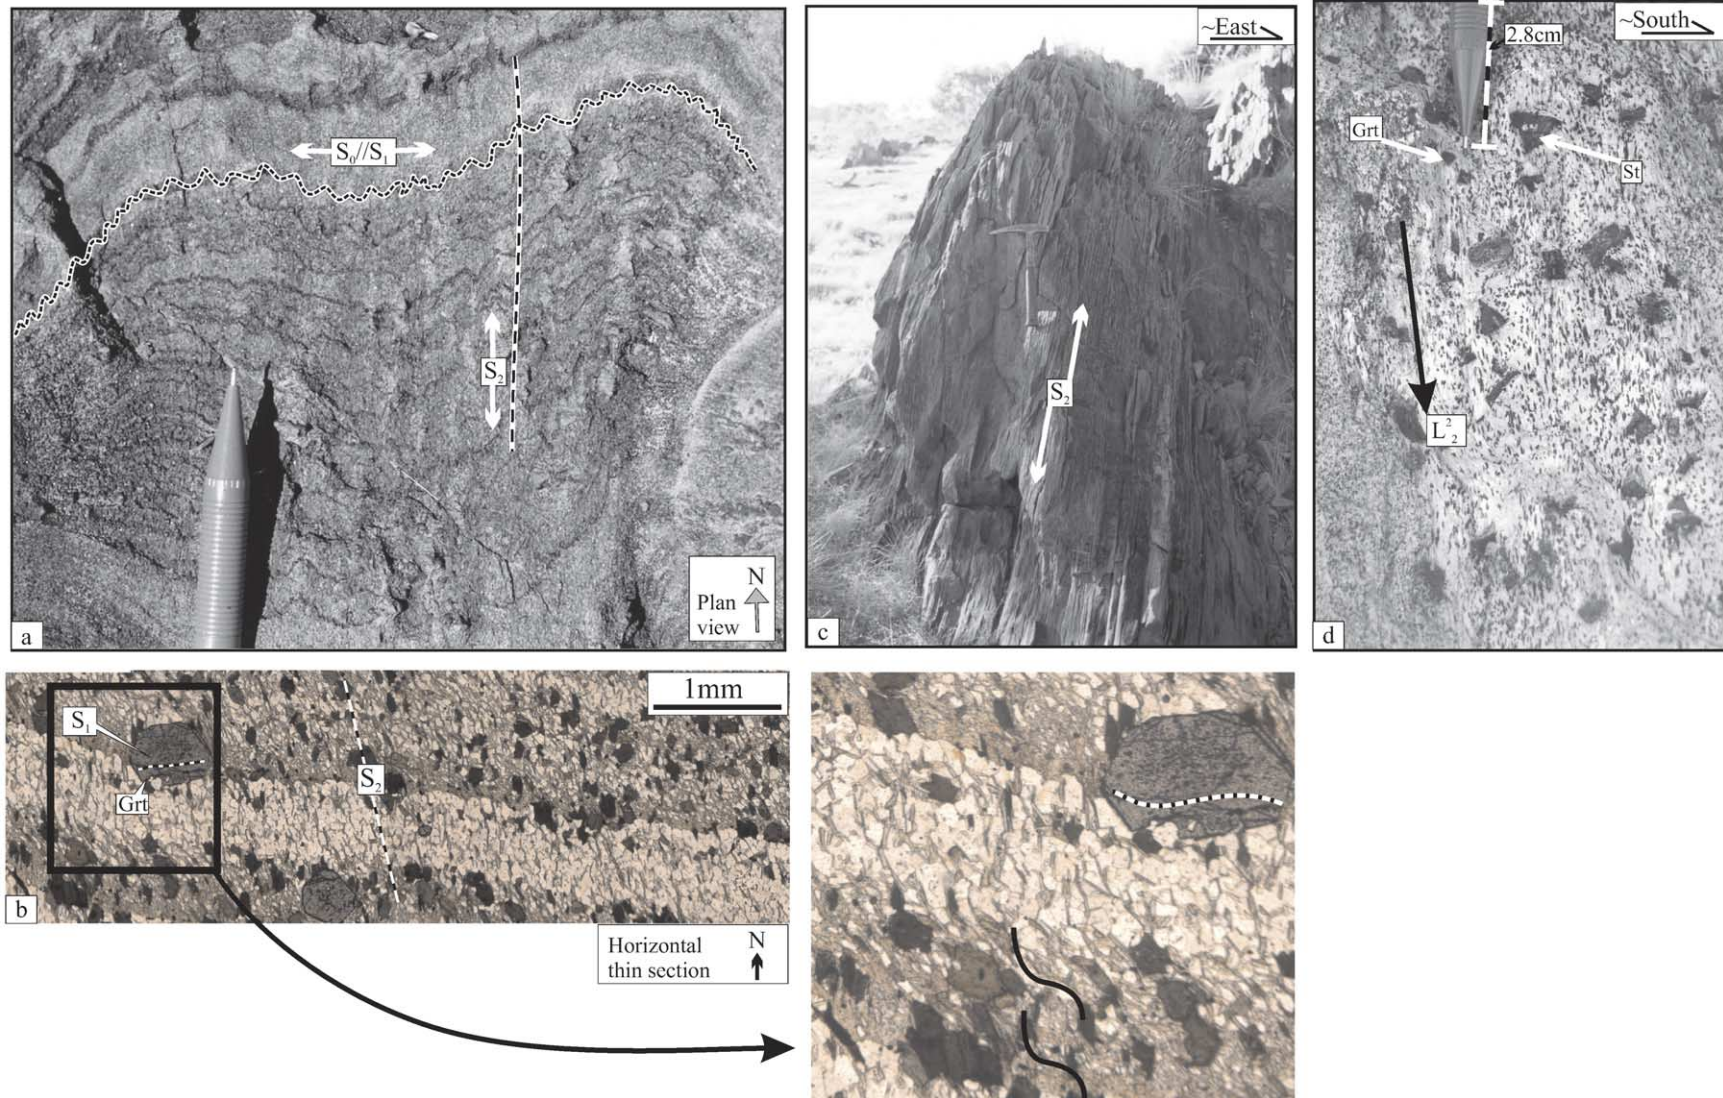 S₀//S₁
S₂
N
Plan
view
a
~East
S₂
c
~South
2.8cm
Grt
St
L²₂
d
1mm
S₁
S₂
Grt
b
Horizontal
thin section
N